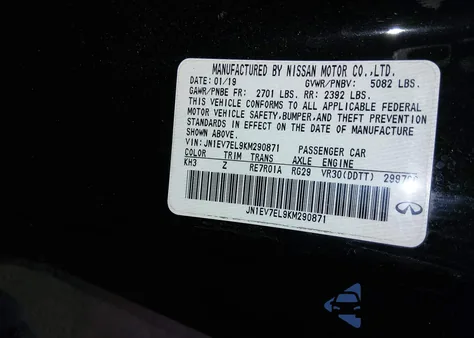 MANUFACTURED BY NISSAN MOTOR CO.,LTD.
DATE: 01/19 GVWR/PNBV: 5082 LBS.
GAWR/PNBE FR: 2701 LBS. RR: 2392 LBS.
THIS VEHICLE CONFORMS TO ALL APPLICABLE FEDERAL
MOTOR VEHICLE SAFETY,BUMPER,AND THEFT PREVENTION
STANDARDS IN EFFECT ON THE DATE OF MANUFACTURE
SHOWN ABOVE.
VIN: JN1EV7EL9KM290871 PASSENGER CAR
COLOR TRIM TRANS AXLE ENGINE
KH3 Z RE7R01A RG29 VR30(DDTT)
JN1EV7EL9KM290871